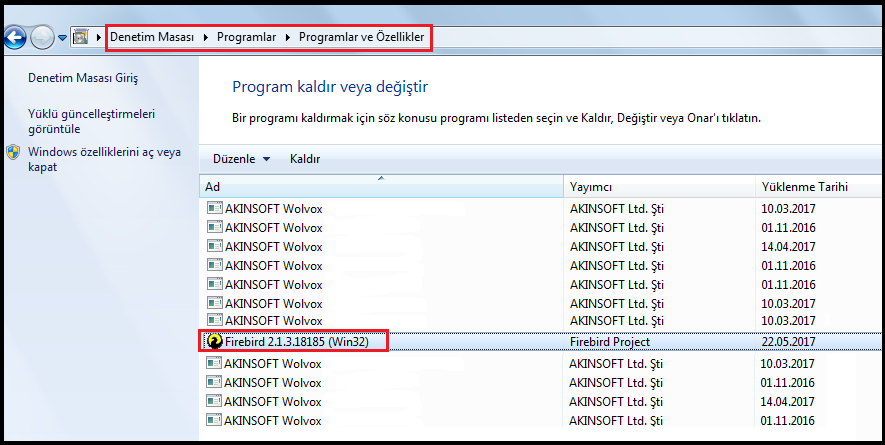 Denetim Masası Programlar Programlar ve Özellikler
Denetim Masası Giriş
Yüklü güncelleştirmeleri
görüntüle
Windows özelliklerini aç veya
kapat
Program kaldır veya değiştir
Bir programı kaldırmak için söz konusu programı listeden seçin ve Kaldır, Değiştir veya Onar'ı tıklatın.
Düzenle Kaldır
Ad Yayımcı Yüklenme Tarihi
AKINSOFT Wolvox AKINSOFT Ltd. Şti 10.03.2017
AKINSOFT Wolvox AKINSOFT Ltd. Şti 01.11.2016
AKINSOFT Wolvox AKINSOFT Ltd. Şti 14.04.2017
AKINSOFT Wolvox AKINSOFT Ltd. Şti 01.11.2016
AKINSOFT Wolvox AKINSOFT Ltd. Şti 01.11.2016
AKINSOFT Wolvox AKINSOFT Ltd. Şti 10.03.2017
AKINSOFT Wolvox AKINSOFT Ltd. Şti 10.03.2017
Firebird 2.1.3.18185 (Win32) Firebird Project 22.05.2017
AKINSOFT Wolvox AKINSOFT Ltd. Şti 10.03.2017
AKINSOFT Wolvox AKINSOFT Ltd. Şti 01.11.2016
AKINSOFT Wolvox AKINSOFT Ltd. Şti 14.04.2017
AKINSOFT Wolvox AKINSOFT Ltd. Şti 01.11.2016